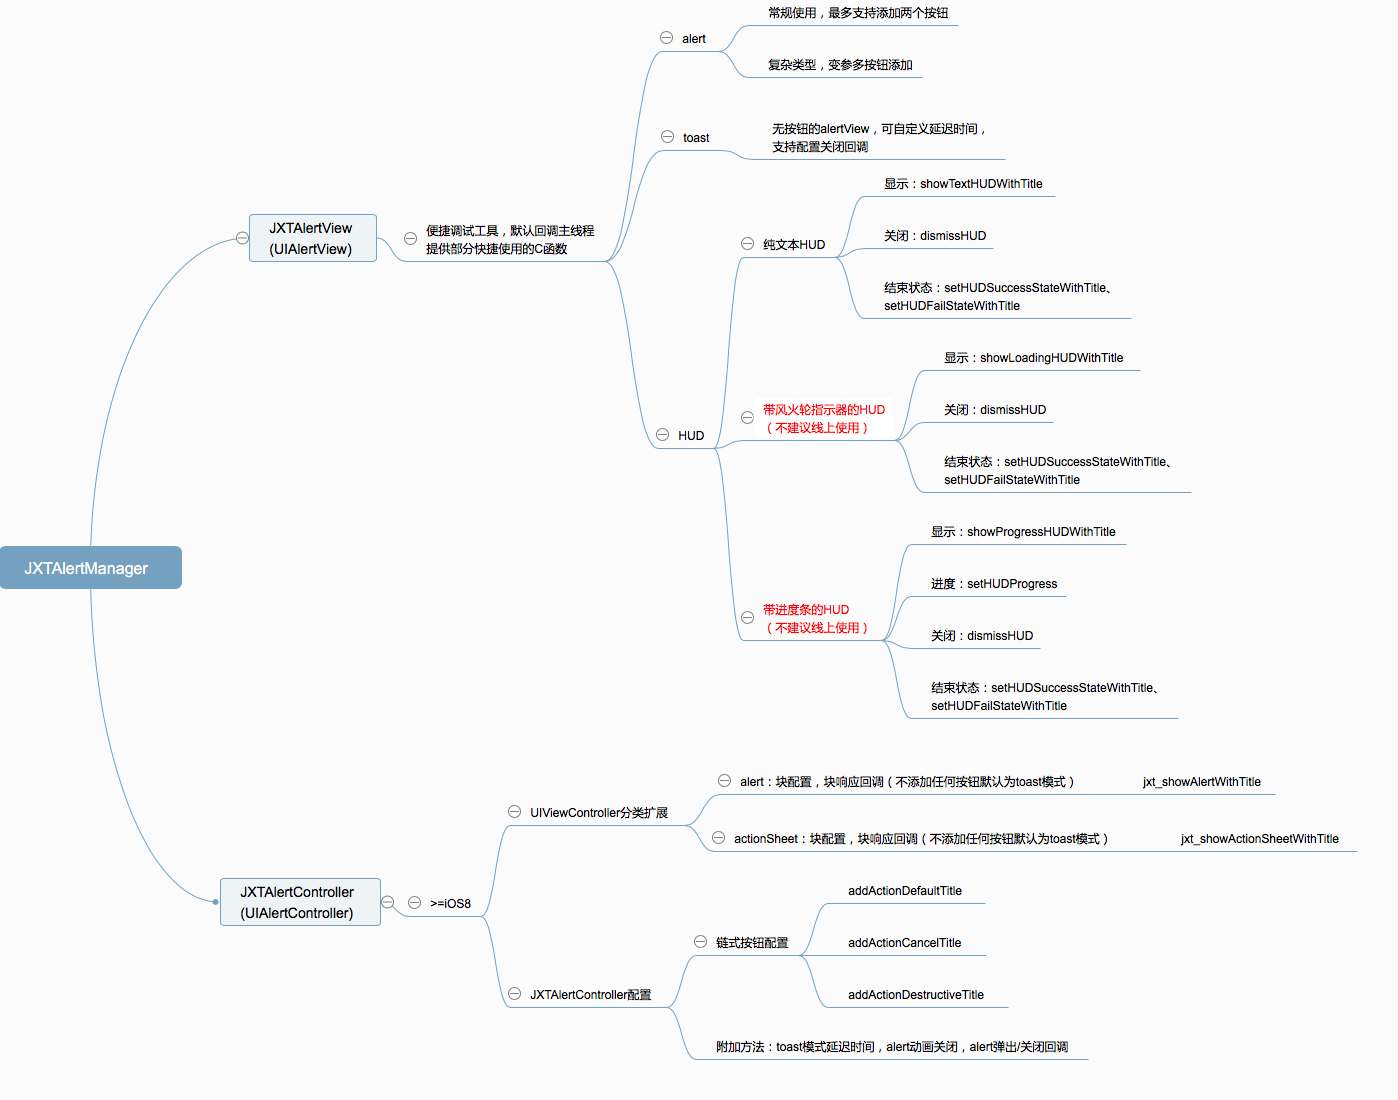 JXTAlertManager
JXTAlertView
(UIAlertView)
便捷调试工具，默认回调主线程
提供部分快捷使用的C函数
alert
常规使用，最多支持添加两个按钮
复杂类型，变参多按钮添加
toast
无按钮的alertView，可自定义延迟时间，
支持配置关闭回调
HUD
纯文本HUD
显示：showTextHUDWithTitle
关闭：dismissHUD
结束状态：setHUDSuccessStateWithTitle、
setHUDFailStateWithTitle
带风火轮指示器的HUD
（不建议线上使用）
显示：showLoadingHUDWithTitle
关闭：dismissHUD
结束状态：setHUDSuccessStateWithTitle、
setHUDFailStateWithTitle
带进度条的HUD
（不建议线上使用）
显示：showProgressHUDWithTitle
进度：setHUDProgress
关闭：dismissHUD
结束状态：setHUDSuccessStateWithTitle、
setHUDFailStateWithTitle
JXTAlertController
(UIAlertController)
>=iOS8
UIViewController分类扩展
alert：块配置，块响应回调（不添加任何按钮默认为toast模式）
jxt_showAlertWithTitle
actionSheet：块配置，块响应回调（不添加任何按钮默认为toast模式）
jxt_showActionSheetWithTitle
JXTAlertController配置
链式按钮配置
addActionDefaultTitle
addActionCancelTitle
addActionDestructiveTitle
附加方法：toast模式延迟时间，alert动画关闭，alert弹出/关闭回调